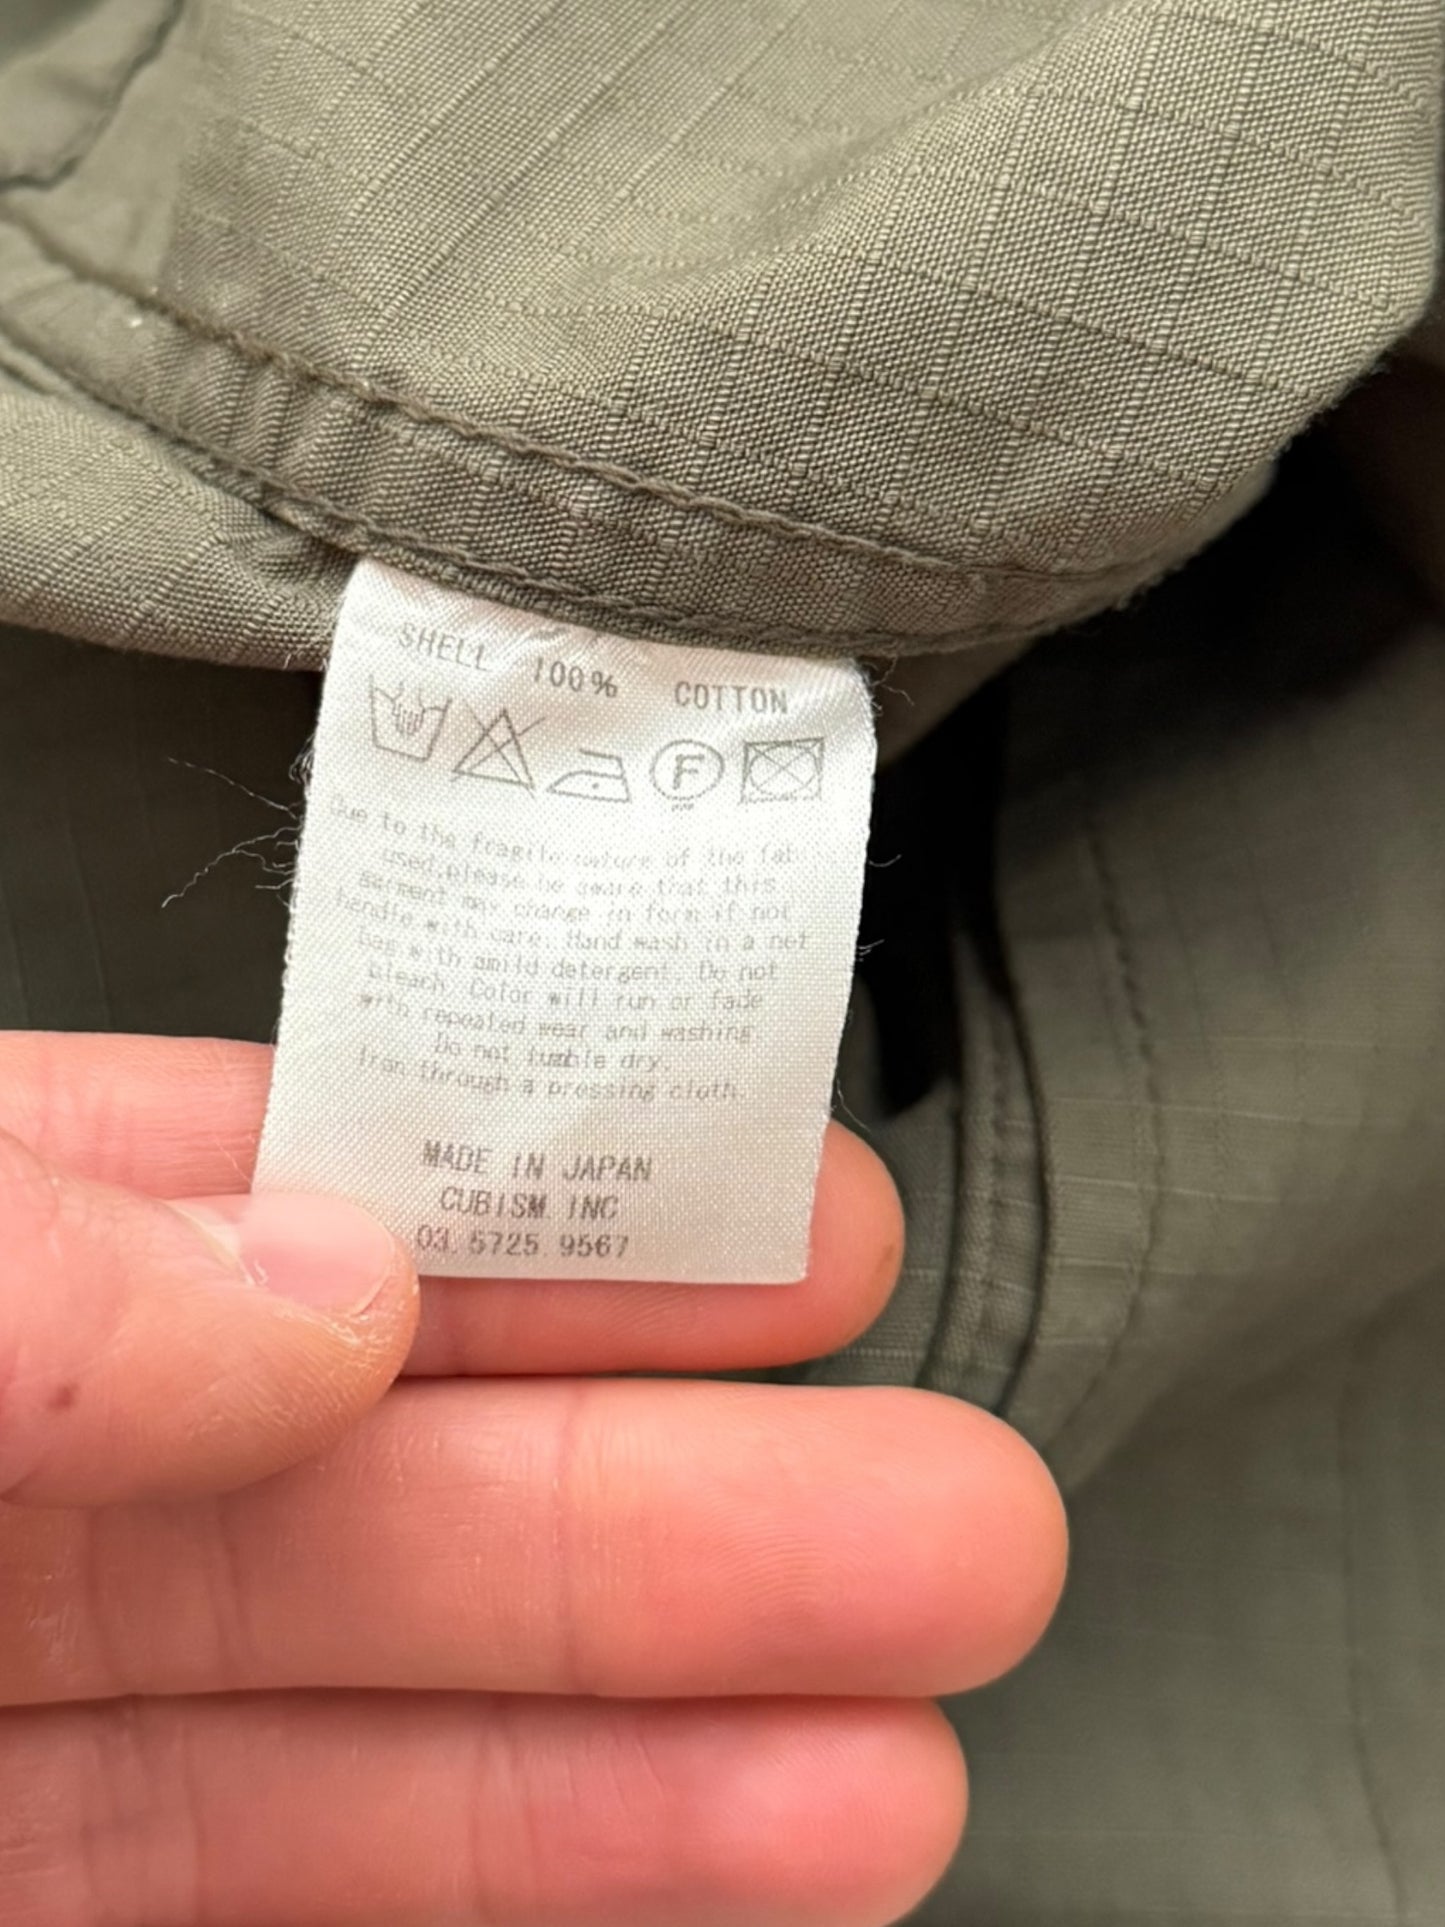 SHELL 100% COTTON
F
Due to the fragile nature of the fab
used,please be aware that this
garment may change in form if not
handle with care. Hand wash in a net
bag with amild detergent. Do not
bleach. Color will run or fade
with repeated wear and washing.
Do not tumble dry.
Iron through a pressing cloth.
MADE IN JAPAN
CUBISM. INC
03. 5725. 9567